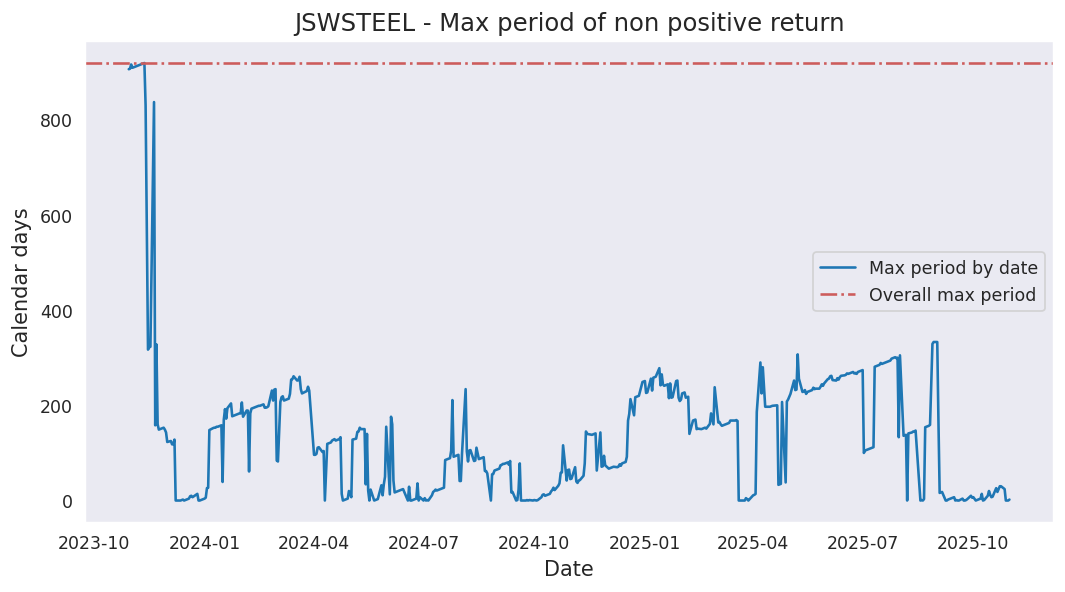 JSWSTEEL - Max period of non positive return
Calendar days
800
600
400
200
0
Max period by date
Overall max period
2023-10 2024-01 2024-04 2024-07 2024-10 2025-01 2025-04 2025-07 2025-10
Date